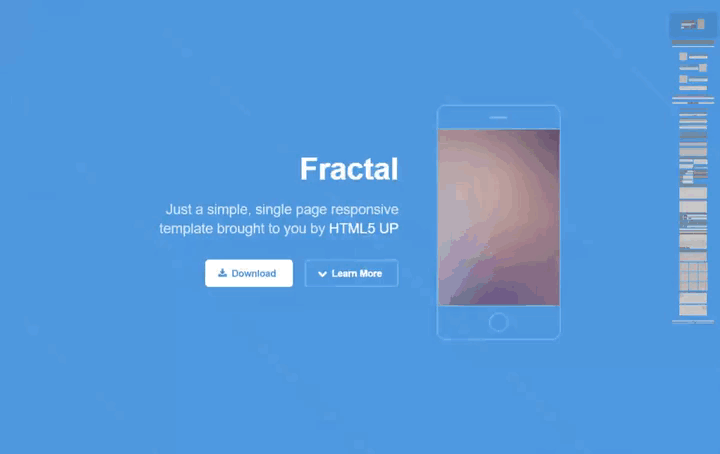 Fractal
Just a simple, single page responsive
template brought to you by HTML5 UP
Download
Learn More